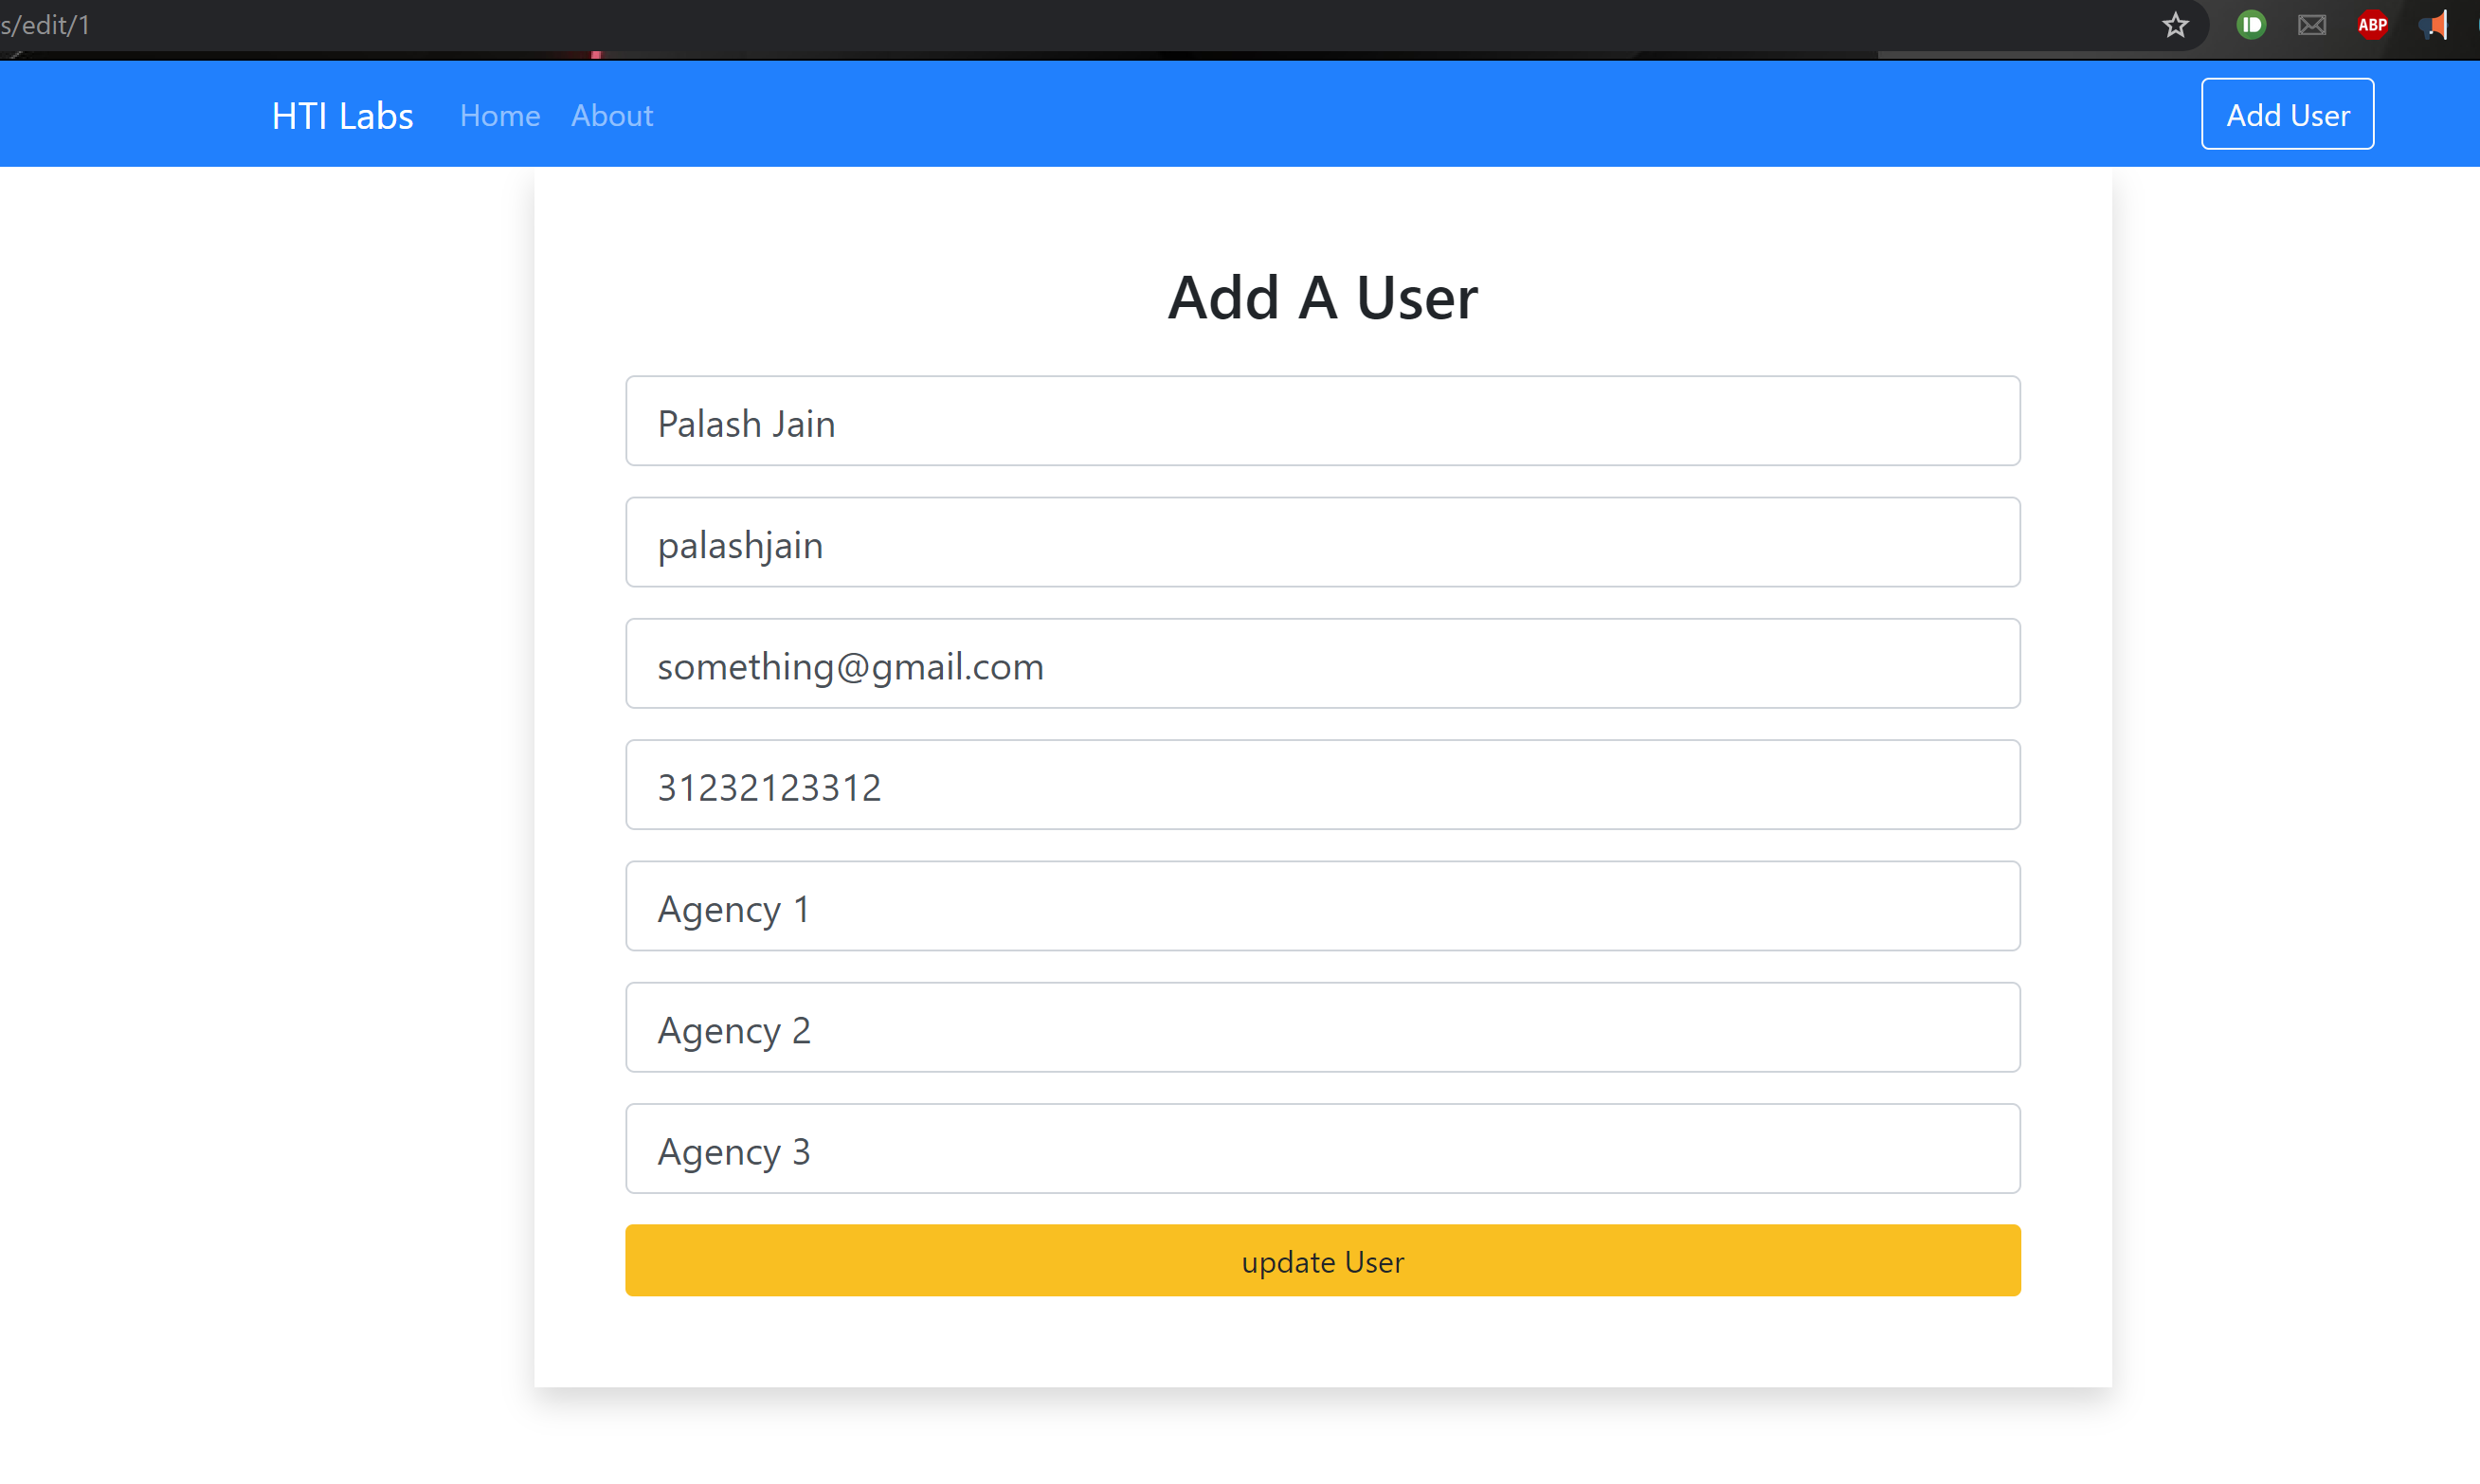 s/edit/1
ABP
HTI Labs Home About Add User
Add A User
Palash Jain
palashjain
something@gmail.com
31232123312
Agency 1
Agency 2
Agency 3
update User